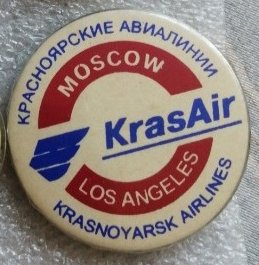 КРАСНОЯРСКИЕ АВИАЛИНИИ
MOSCOW
KrasAir
LOS ANGELES
KRASNOYARSK AIRLINES